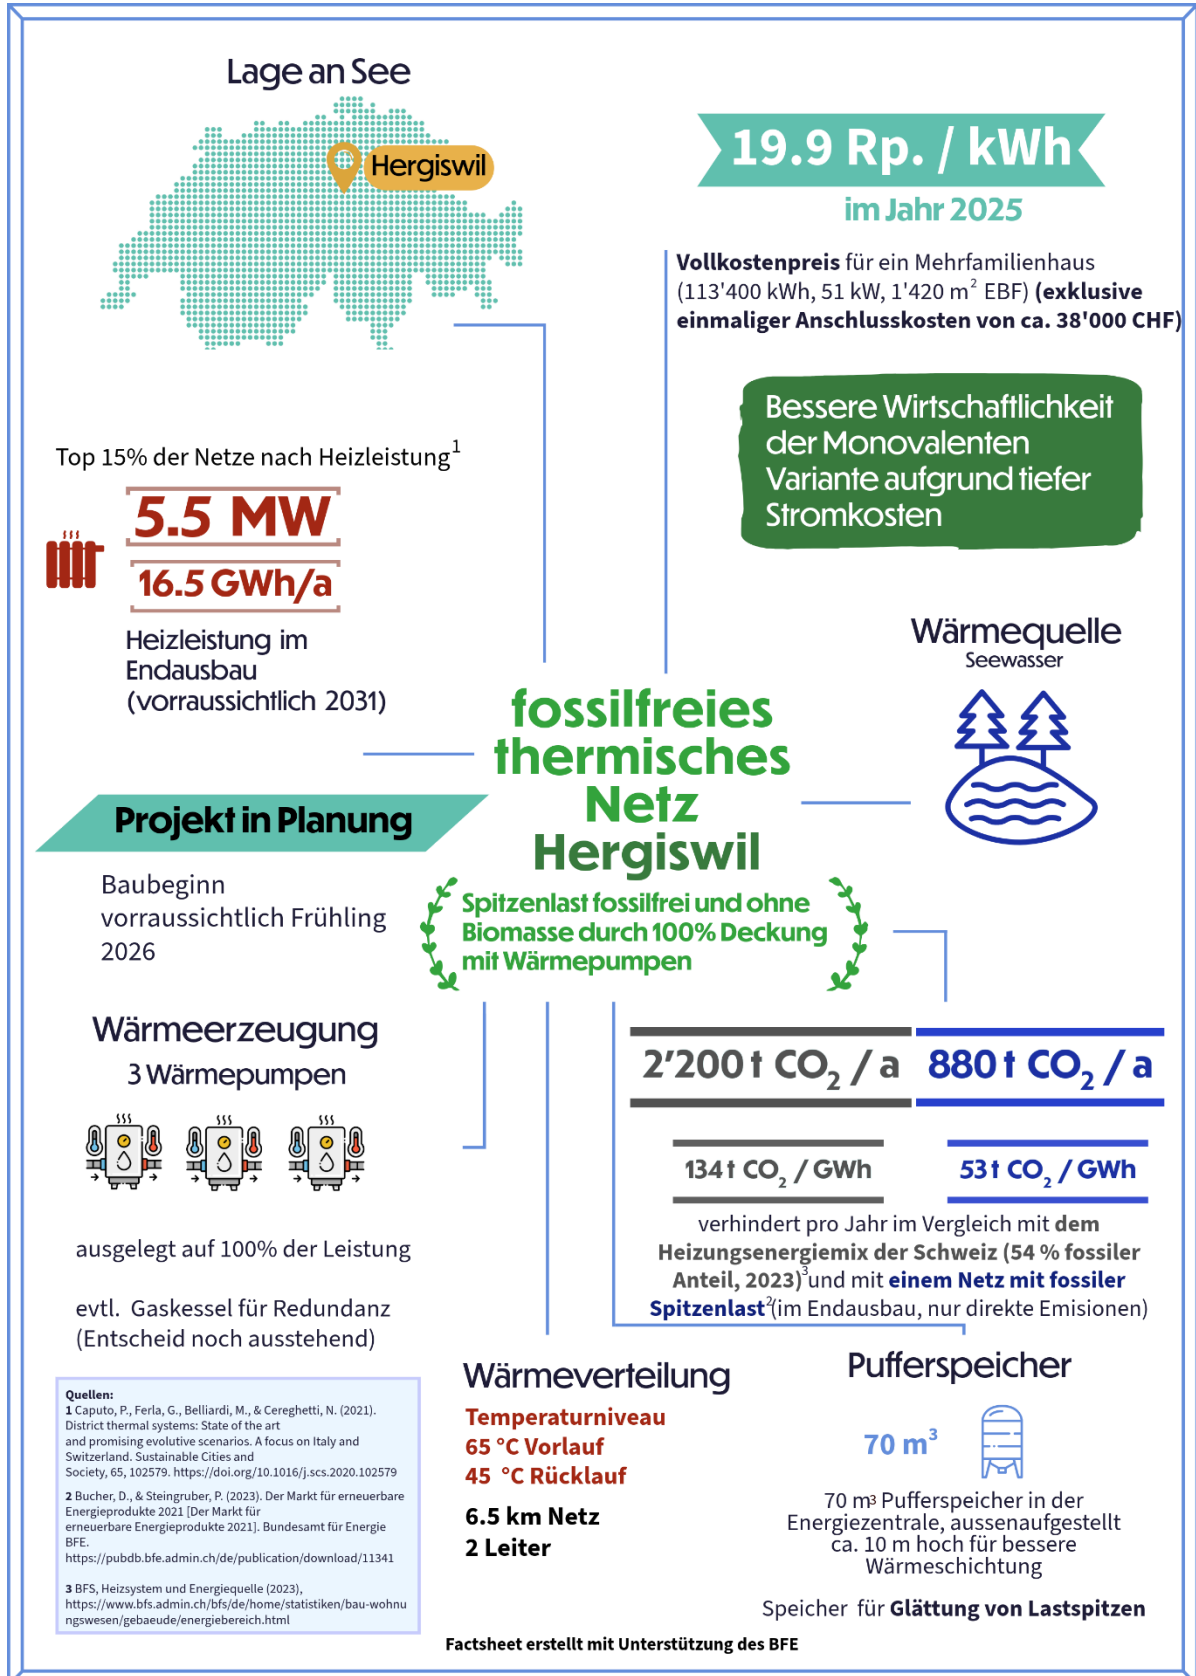 Lage an See
Hergiswil
19.9 Rp. / kWh
im Jahr 2025
Vollkostenpreis für ein Mehrfamilienhaus
(113'400 kWh, 51 kW, 1'420 m² EBF) (exklusive
einmaliger Anschlusskosten von ca. 38'000 CHF)
Bessere Wirtschaftlichkeit
der Monovalenten
Variante aufgrund tiefer
Stromkosten
Top 15% der Netze nach Heizleistung¹
5.5 MW
16.5 GWh/a
Heizleistung im
Endausbau
(vorraussichtlich 2031)
Wärmequelle
Seewasser
fossilfreies
thermisches
Netz
Hergiswil
Spitzenlast fossilfrei und ohne
Biomasse durch 100% Deckung
mit Wärmepumpen
Projekt in Planung
Baubeginn
vorraussichtlich Frühling
2026
Wärmeerzeugung
3 Wärmepumpen
ausgelegt auf 100% der Leistung
evtl. Gaskessel für Redundanz
(Entscheid noch ausstehend)
2'200 t CO₂ / a
880 t CO₂ / a
134 t CO₂ / GWh
53 t CO₂ / GWh
verhindert pro Jahr im Vergleich mit dem
Heizungsenergiemix der Schweiz (54 % fossiler
Anteil, 2023)³ und mit einem Netz mit fossiler
Spitzenlast² (im Endausbau, nur direkte Emisionen)
Wärmeverteilung
Temperaturniveau
65 °C Vorlauf
45 °C Rücklauf
6.5 km Netz
2 Leiter
Pufferspeicher
70 m³
70 m³ Pufferspeicher in der
Energiezentrale, aussenaufgestellt
ca. 10 m hoch für bessere
Wärmeschichtung
Speicher für Glättung von Lastspitzen
Quellen:
1 Caputo, P., Ferla, G., Belliardi, M., & Cereghetti, N. (2021).
District thermal systems: State of the art
and promising evolutive scenarios. A focus on Italy and
Switzerland. Sustainable Cities and
Society, 65, 102579. https://doi.org/10.1016/j.scs.2020.102579
2 Bucher, D., & Steingruber, P. (2023). Der Markt für erneuerbare
Energieprodukte 2021 [Der Markt für
erneuerbare Energieprodukte 2021]. Bundesamt für Energie
BFE.
https://pubdb.bfe.admin.ch/de/publication/download/11341
3 BFS, Heizsystem und Energiequelle (2023),
https://www.bfs.admin.ch/bfs/de/home/statistiken/bau-wohnu
ngswesen/gebaeude/energiebereich.html
Factsheet erstellt mit Unterstützung des BFE